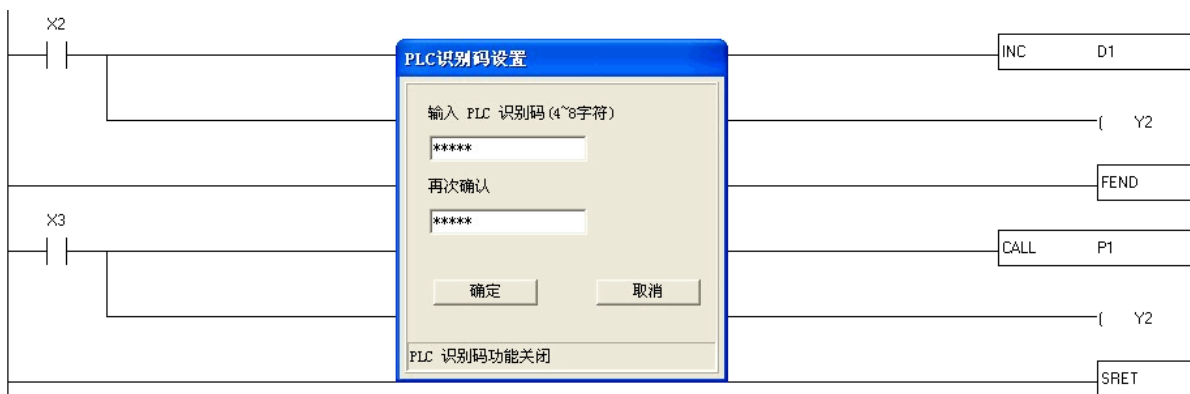 X2
PLC识别码设置
INC D1
输入 PLC 识别码(4~8字符)
( Y2
*****
再次确认
FEND
X3
*****
CALL P1
确定 取消
( Y2
PLC 识别码功能关闭
SRET